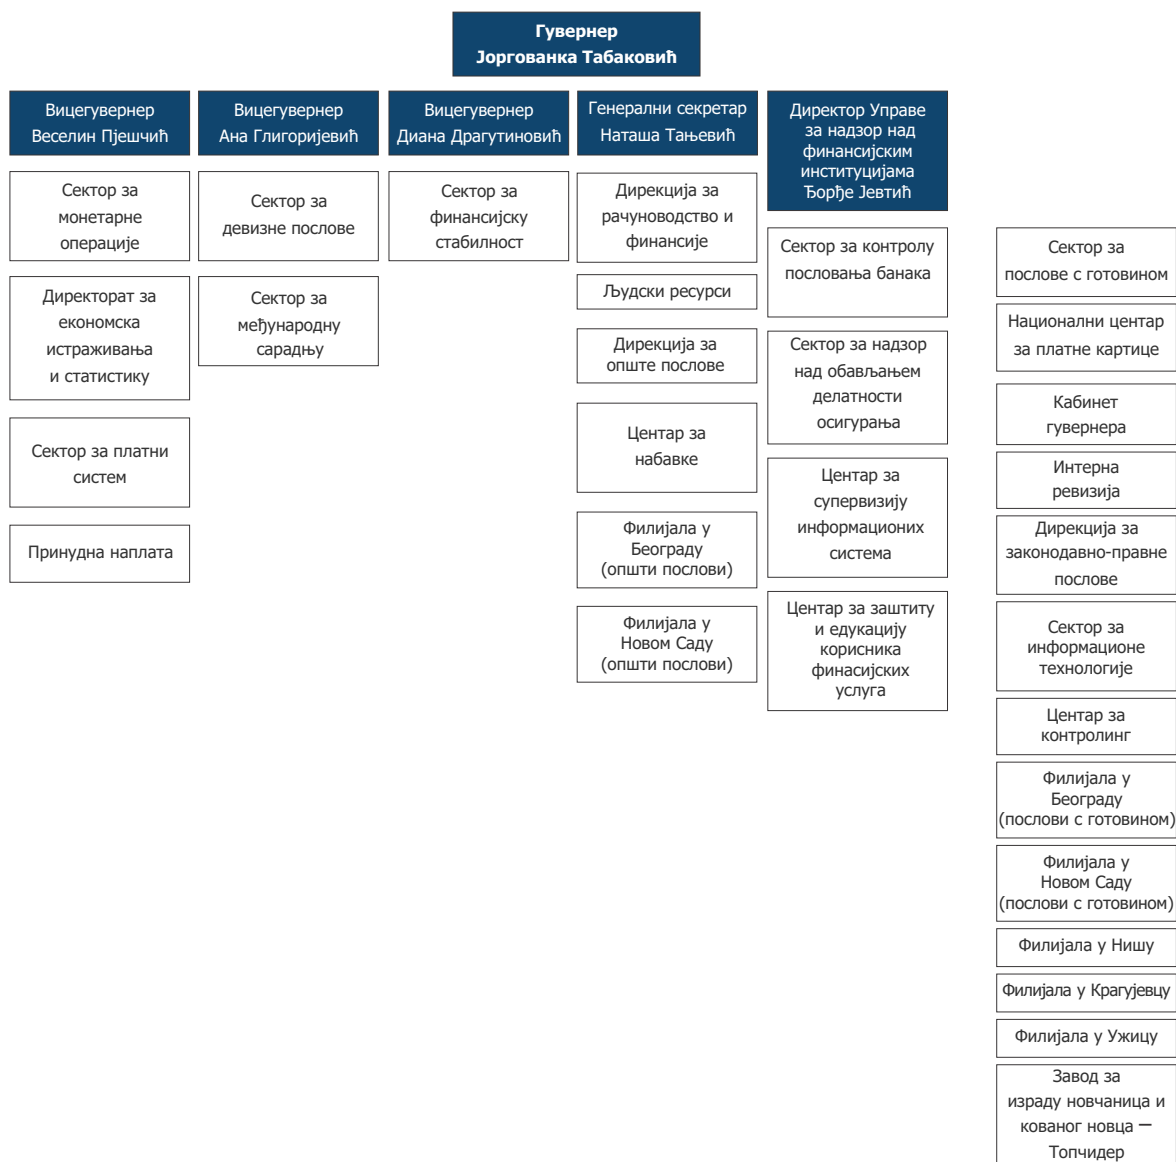 Гувернер
Јоргованка Табаковић
Вицегувернер
Веселин Пјешчић
Сектор за
монетарне
операције
Директорат за
економска
истраживања
и статистику
Сектор за платни
систем
Принудна наплата
Вицегувернер
Ана Глигоријевић
Сектор за
девизне послове
Сектор за
међународну
сарадњу
Вицегувернер
Диана Драгутиновић
Сектор за
финансијску
стабилност
Генерални секретар
Наташа Тањевић
Дирекција за
рачуноводство и
финансије
Људски ресурси
Дирекција за
опште послове
Центар за
набавке
Филијала у
Београду
(општи послови)
Филијала у
Новом Саду
(општи послови)
Директор Управе
за надзор над
финансијским
институцијама
Ђорђе Јевтић
Сектор за контролу
пословања банака
Сектор за надзор
над обављањем
делатности
осигурања
Центар за
супервизију
информационих
система
Центар за заштиту
и едукацију
корисника
финасијских
услуга
Сектор за
послове с готовином
Национални центар
за платне картице
Кабинет
гувернера
Интерна
ревизија
Дирекција за
законодавно-правне
послове
Сектор за
информационе
технологије
Центар за
контролинг
Филијала у
Београду
(послови с готовином)
Филијала у
Новом Саду
(послови с готовином)
Филијала у Нишу
Филијала у Крагујевцу
Филијала у Ужицу
Завод за
израду новчаница и
кованог новца –
Топчидер